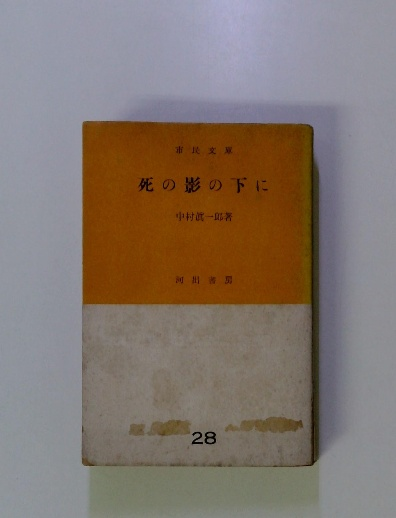 市民文庫
死の影の下に
中村眞一郎著
河出書房
28